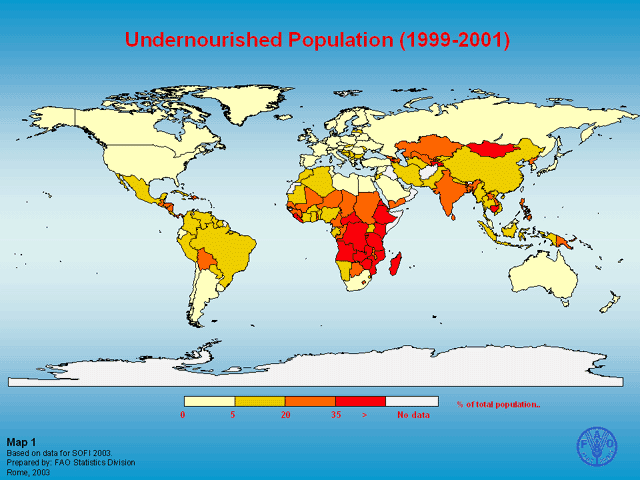 Undernourished Population (1999-2001)
0 5 20 35 > No data
% of total population..
Map 1
Based on data for SOFI 2003.
Prepared by: FAO Statistics Division
Rome, 2003
F A O